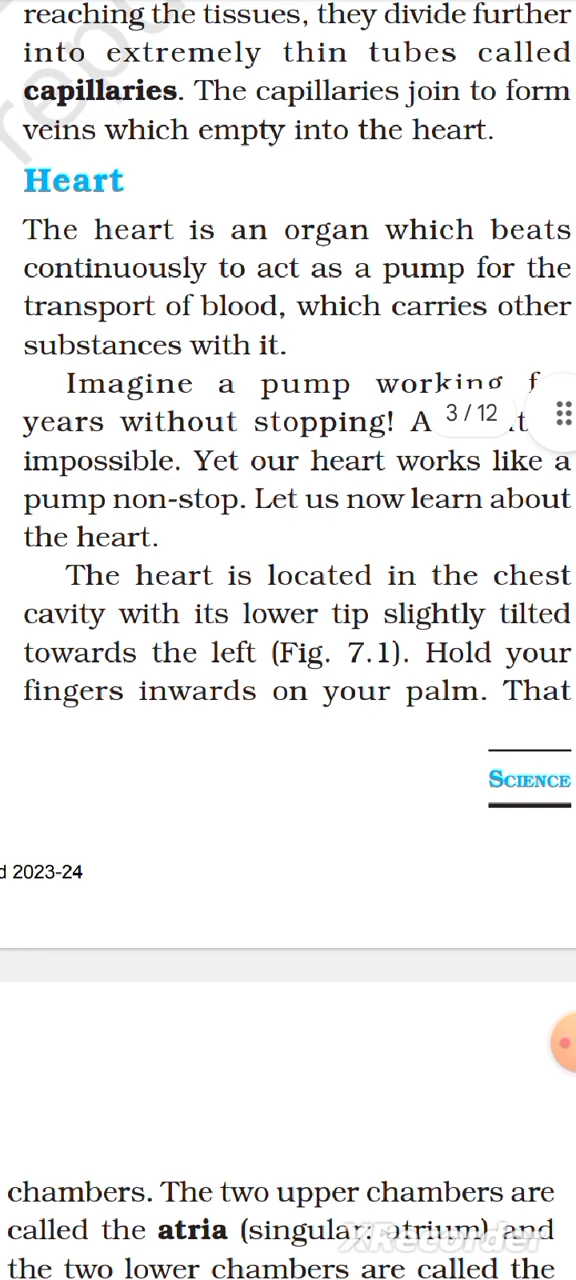 reaching the tissues, they divide further
into extremely thin tubes called
capillaries. The capillaries join to form
veins which empty into the heart.
Heart
The heart is an organ which beats
continuously to act as a pump for the
transport of blood, which carries other
substances with it.
Imagine a pump working
years without stopping!
3 / 12
impossible. Yet our heart works like a
pump non-stop. Let us now learn about
the heart.
The heart is located in the chest
cavity with its lower tip slightly tilted
towards the left (Fig. 7.1). Hold your
fingers inwards on your palm. That
SCIENCE
2023-24
chambers. The two upper chambers are
called the atria (singular: atrium) and
XRecorder
the two lower chambers are called the